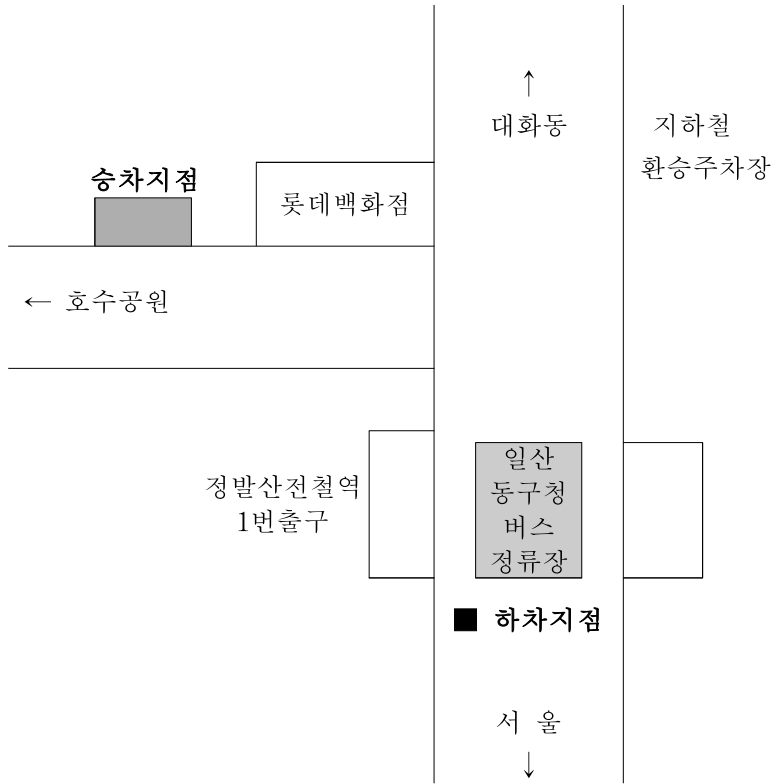 ↑
대화동
지하철
환승주차장
승차지점
롯데백화점
← 호수공원
정발산전철역
1번출구
일산
동구청
버스
정류장
■ 하차지점
서 울
↓